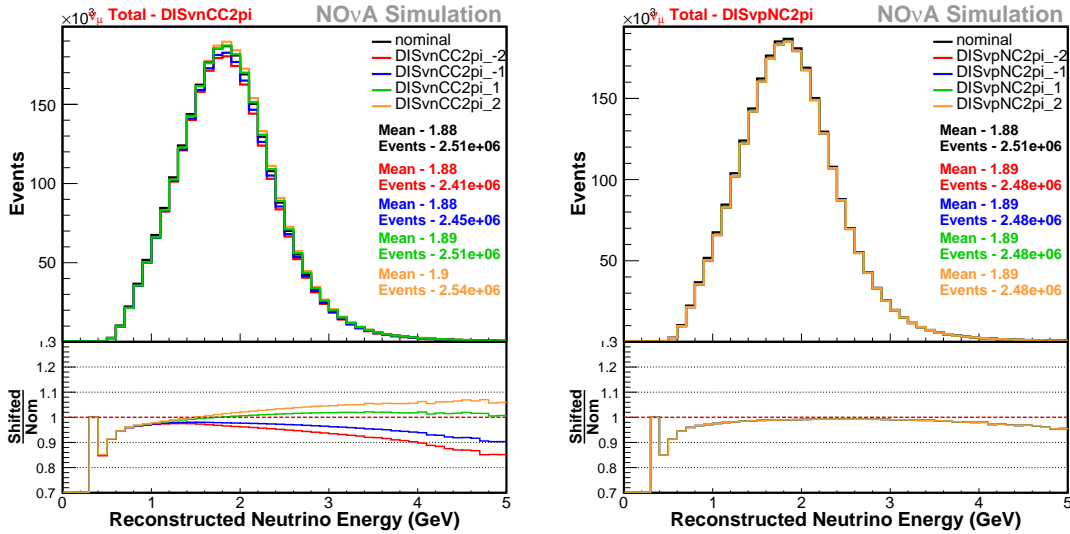 ×10³ ν̄μ Total - DISvnCC2pi NOνA Simulation
nominal
DISvnCC2pi_-2
DISvnCC2pi_-1
DISvnCC2pi_1
DISvnCC2pi_2
Mean - 1.88
Events - 2.51e+06
Mean - 1.88
Events - 2.41e+06
Mean - 1.88
Events - 2.45e+06
Mean - 1.89
Events - 2.51e+06
Mean - 1.9
Events - 2.54e+06
Events
150
100
50
1.3
1.2
1.1
1
0.9
0.8
0.7
Shifted
Nom
0 1 2 3 4 5
Reconstructed Neutrino Energy (GeV)
×10³ ν̄μ Total - DISvpNC2pi NOνA Simulation
nominal
DISvpNC2pi_-2
DISvpNC2pi_-1
DISvpNC2pi_1
DISvpNC2pi_2
Mean - 1.88
Events - 2.51e+06
Mean - 1.89
Events - 2.48e+06
Mean - 1.89
Events - 2.48e+06
Mean - 1.89
Events - 2.48e+06
Mean - 1.89
Events - 2.48e+06
Events
150
100
50
1.3
1.2
1.1
1
0.9
0.8
0.7
Shifted
Nom
0 1 2 3 4 5
Reconstructed Neutrino Energy (GeV)